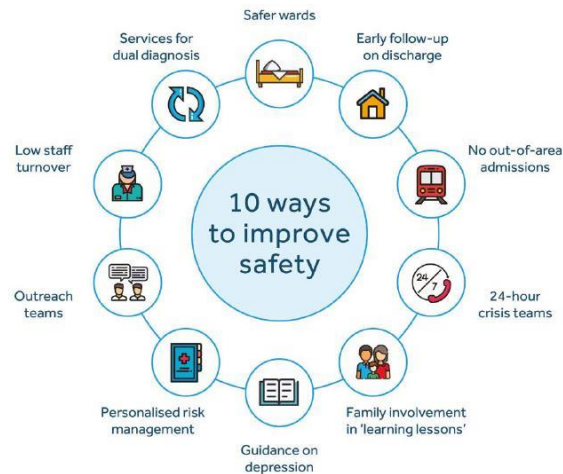 Safer wards
Early follow-up
on discharge
No out-of-area
admissions
24/7
24-hour
crisis teams
Family involvement
in 'learning lessons'
Guidance on
depression
Personalised risk
management
Outreach
teams
Low staff
turnover
Services for
dual diagnosis
10 ways
to improve
safety